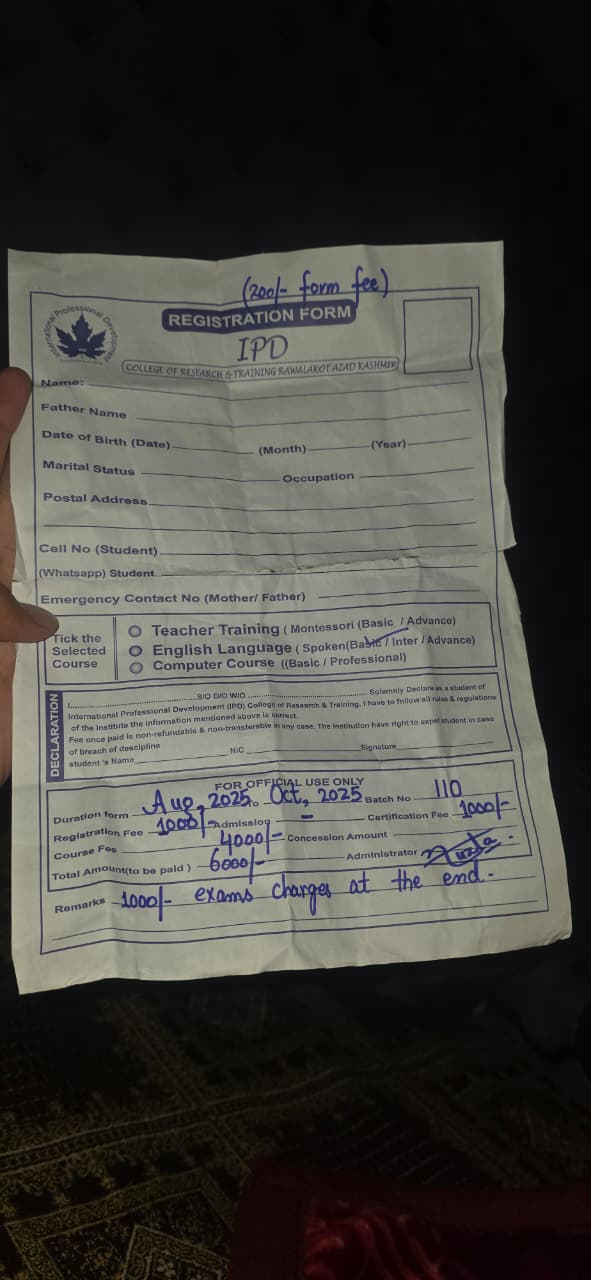 (200/- form fee)
International Professional Development
REGISTRATION FORM
IPD
COLLEGE OF RESEARCH & TRAINING RAWALAKOT AZAD KASHMIR
Name:
Father Name
Date of Birth (Date) (Month) (Year)
Marital Status Occupation
Postal Address
Cell No (Student)
(Whatsapp) Student
Emergency Contact No (Mother/ Father)
Tick the Selected Course
Teacher Training ( Montessori (Basic / Advance)
English Language ( Spoken(Basic / Inter / Advance)
Computer Course ((Basic / Professional)
DECLARATION
I, S/O D/O W/O Solemnly Declare as a student of
International Professional Development (IPD) College of Research & Training. I have to follow all rules & regulations
of the Institute the information mentioned above is correct.
Fee once paid is non-refundable & non-transferable in any case. The institution have right to expel student in case
of breach of descipline
student 's Name NIC Signature
FOR OFFICIAL USE ONLY
Duration form Aug, 2025 to Oct, 2025 Batch No 110
Registration Fee 1000/- Admission - Certification Fee 1000/-
Course Fee 4000/- Concession Amount
Total Amount(to be paid ) 6000/- Administrator
Remarks 1000/- exams charges at the end.